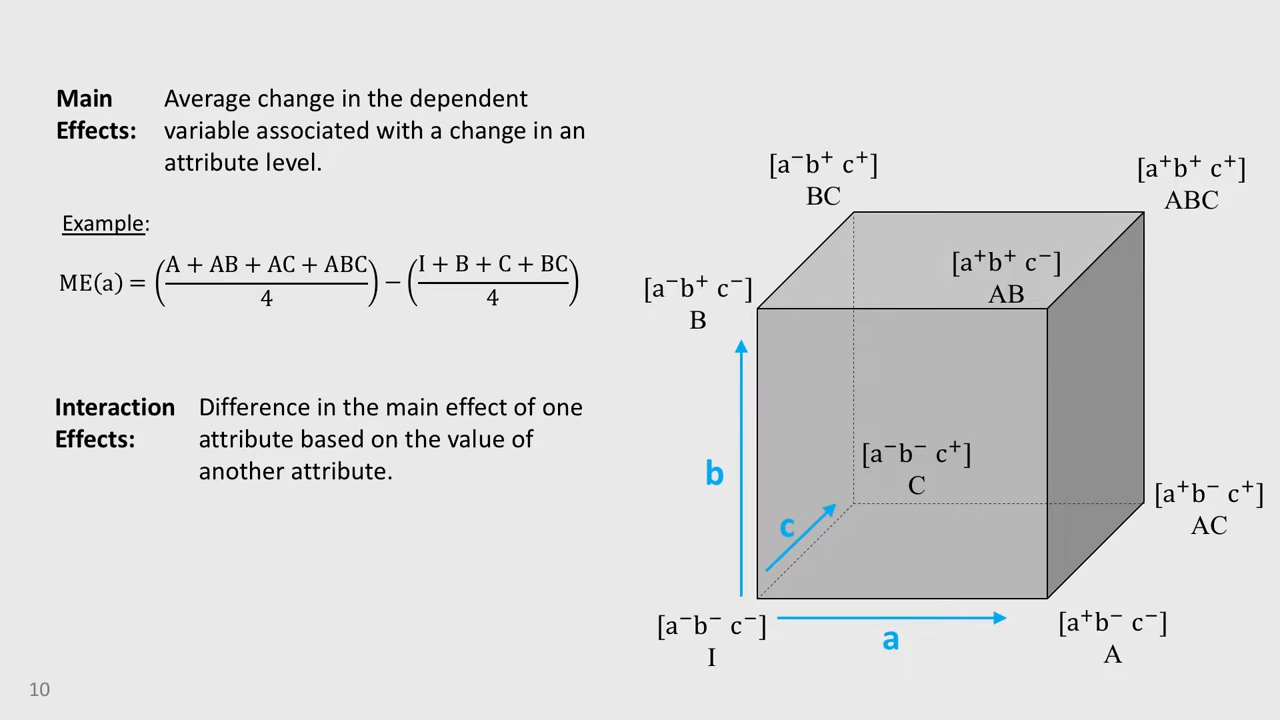 Main Effects: Average change in the dependent
variable associated with a change in an
attribute level.
Example:
ME(a) = (A + AB + AC + ABC / 4) − (I + B + C + BC / 4)
Interaction Effects: Difference in the main effect of one
attribute based on the value of
another attribute.
[a⁻b⁺ c⁺]
BC
[a⁺b⁺ c⁺]
ABC
[a⁺b⁺ c⁻]
AB
[a⁻b⁺ c⁻]
B
b
[a⁻b⁻ c⁺]
C
c
[a⁺b⁻ c⁺]
AC
[a⁻b⁻ c⁻]
I
a
[a⁺b⁻ c⁻]
A
10